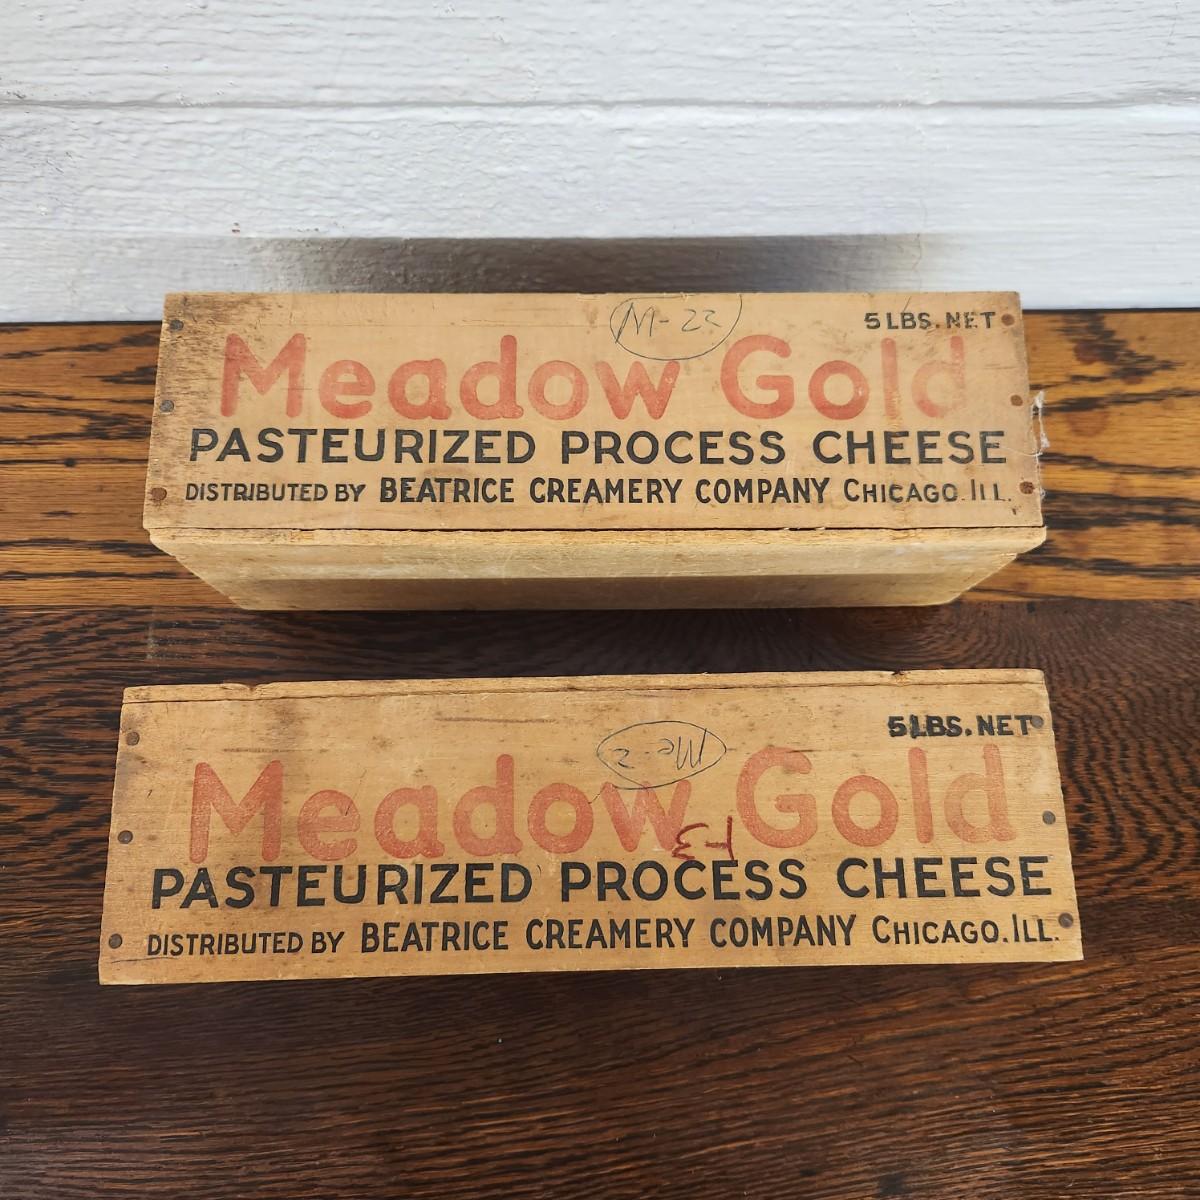 M-22
5 LBS. NET
Meadow Gold
PASTEURIZED PROCESS CHEESE
DISTRIBUTED BY BEATRICE CREAMERY COMPANY CHICAGO. ILL.
5 LBS. NET
Meadow Gold
PASTEURIZED PROCESS CHEESE
DISTRIBUTED BY BEATRICE CREAMERY COMPANY CHICAGO. ILL.